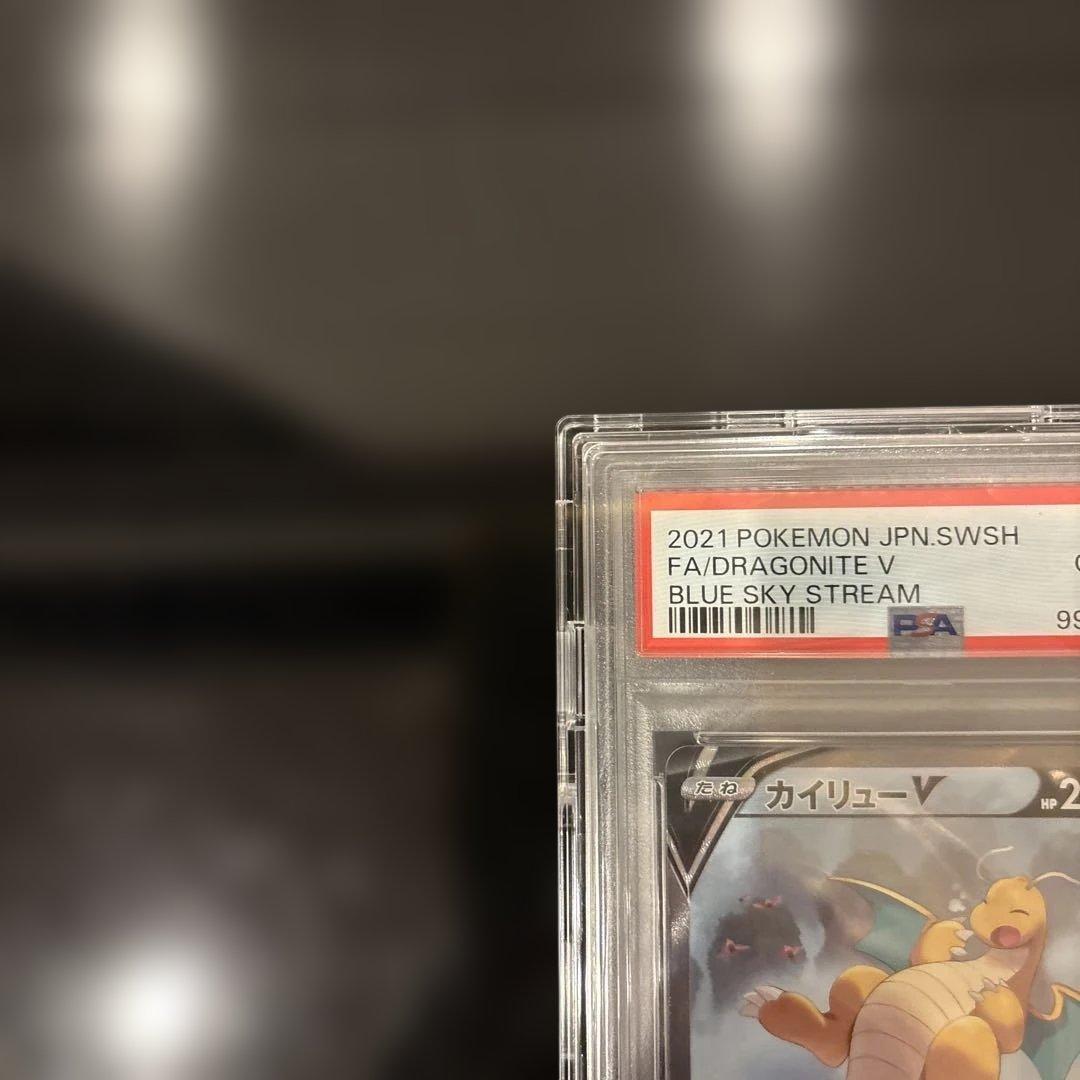 2021 POKEMON JPN.SWSH
FA/DRAGONITE V
BLUE SKY STREAM
PSA
たね カイリューV HP